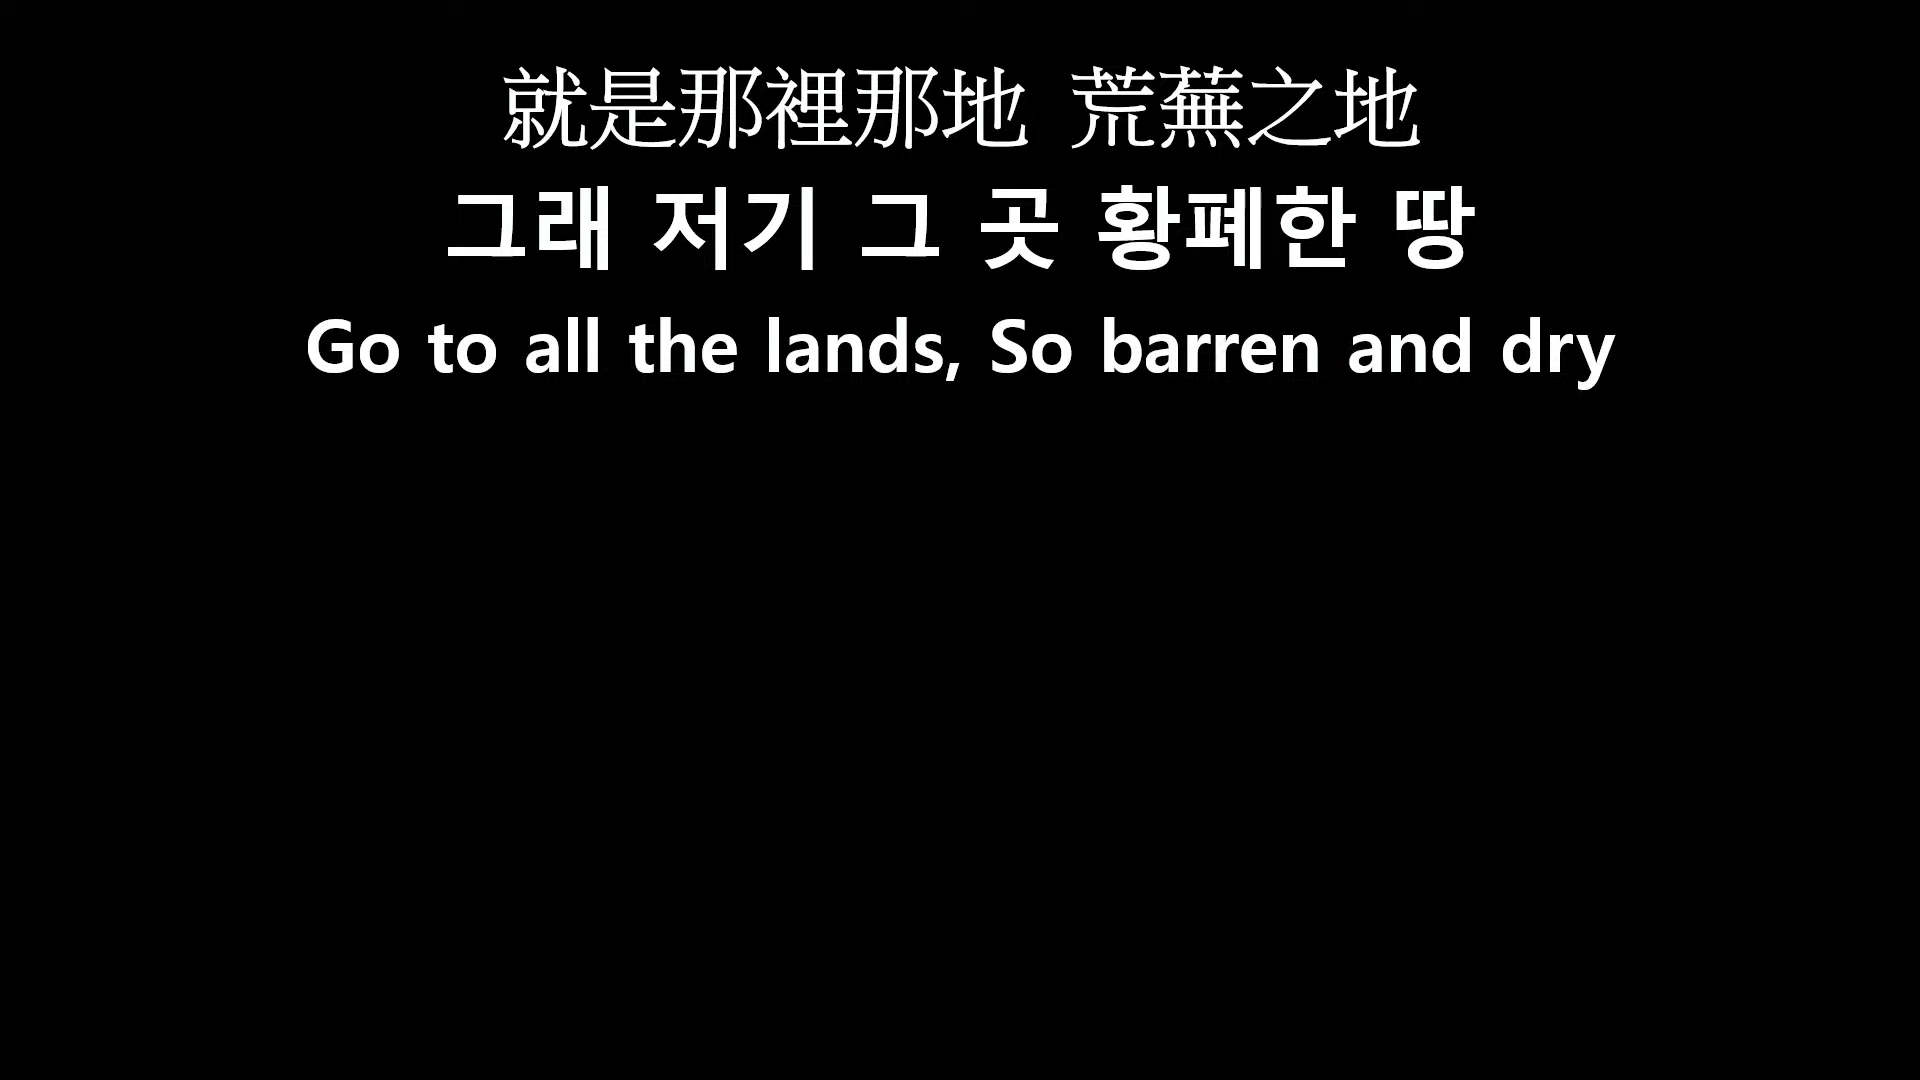 就是那裡那地 荒蕪之地
그래 저기 그 곳 황폐한 땅
Go to all the lands, So barren and dry